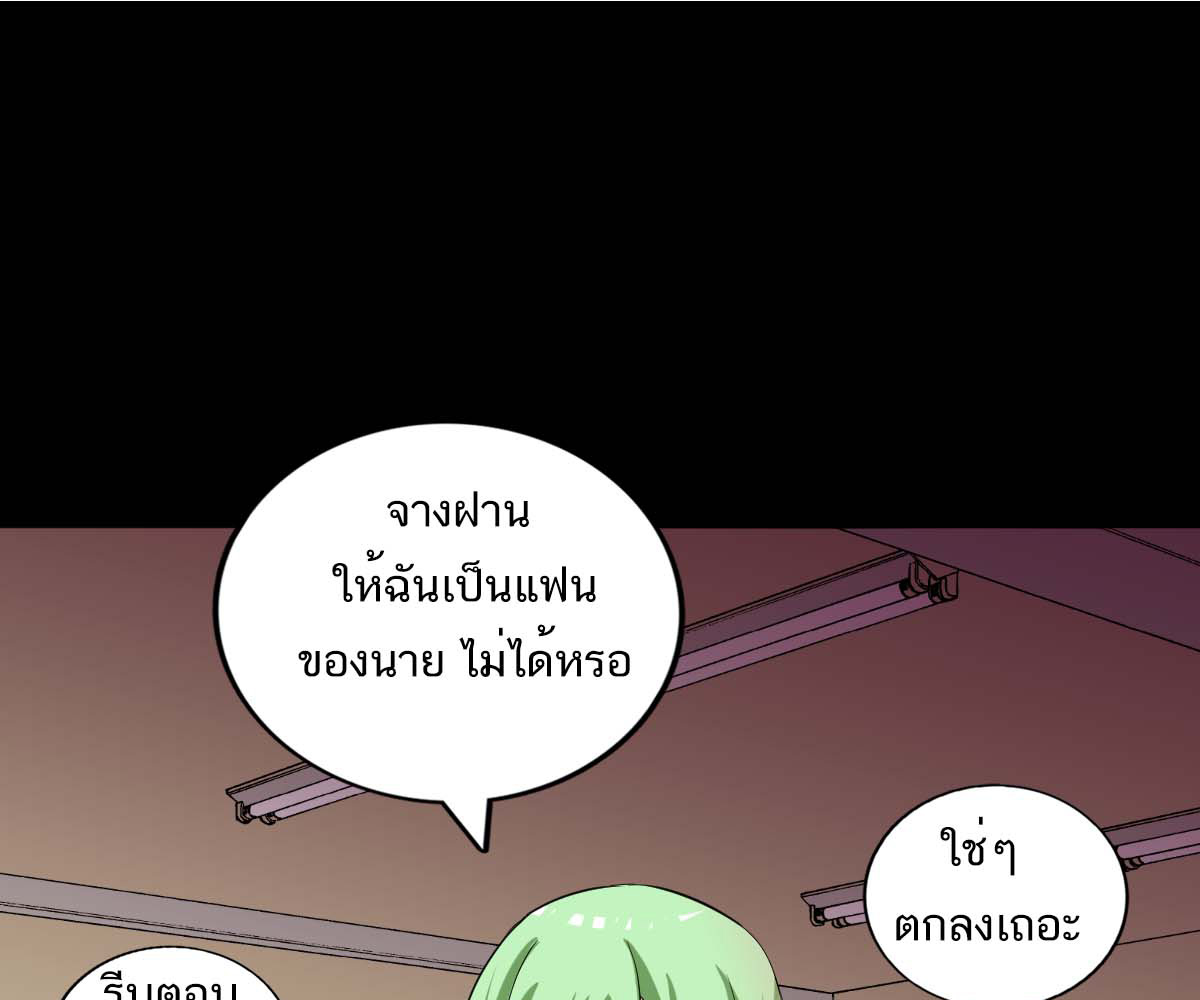 จางฝาน
ให้ฉันเป็นแฟน
ของนาย ไม่ได้หรอ
ใช่ๆ
ตกลงเถอะ
รีบตอบ